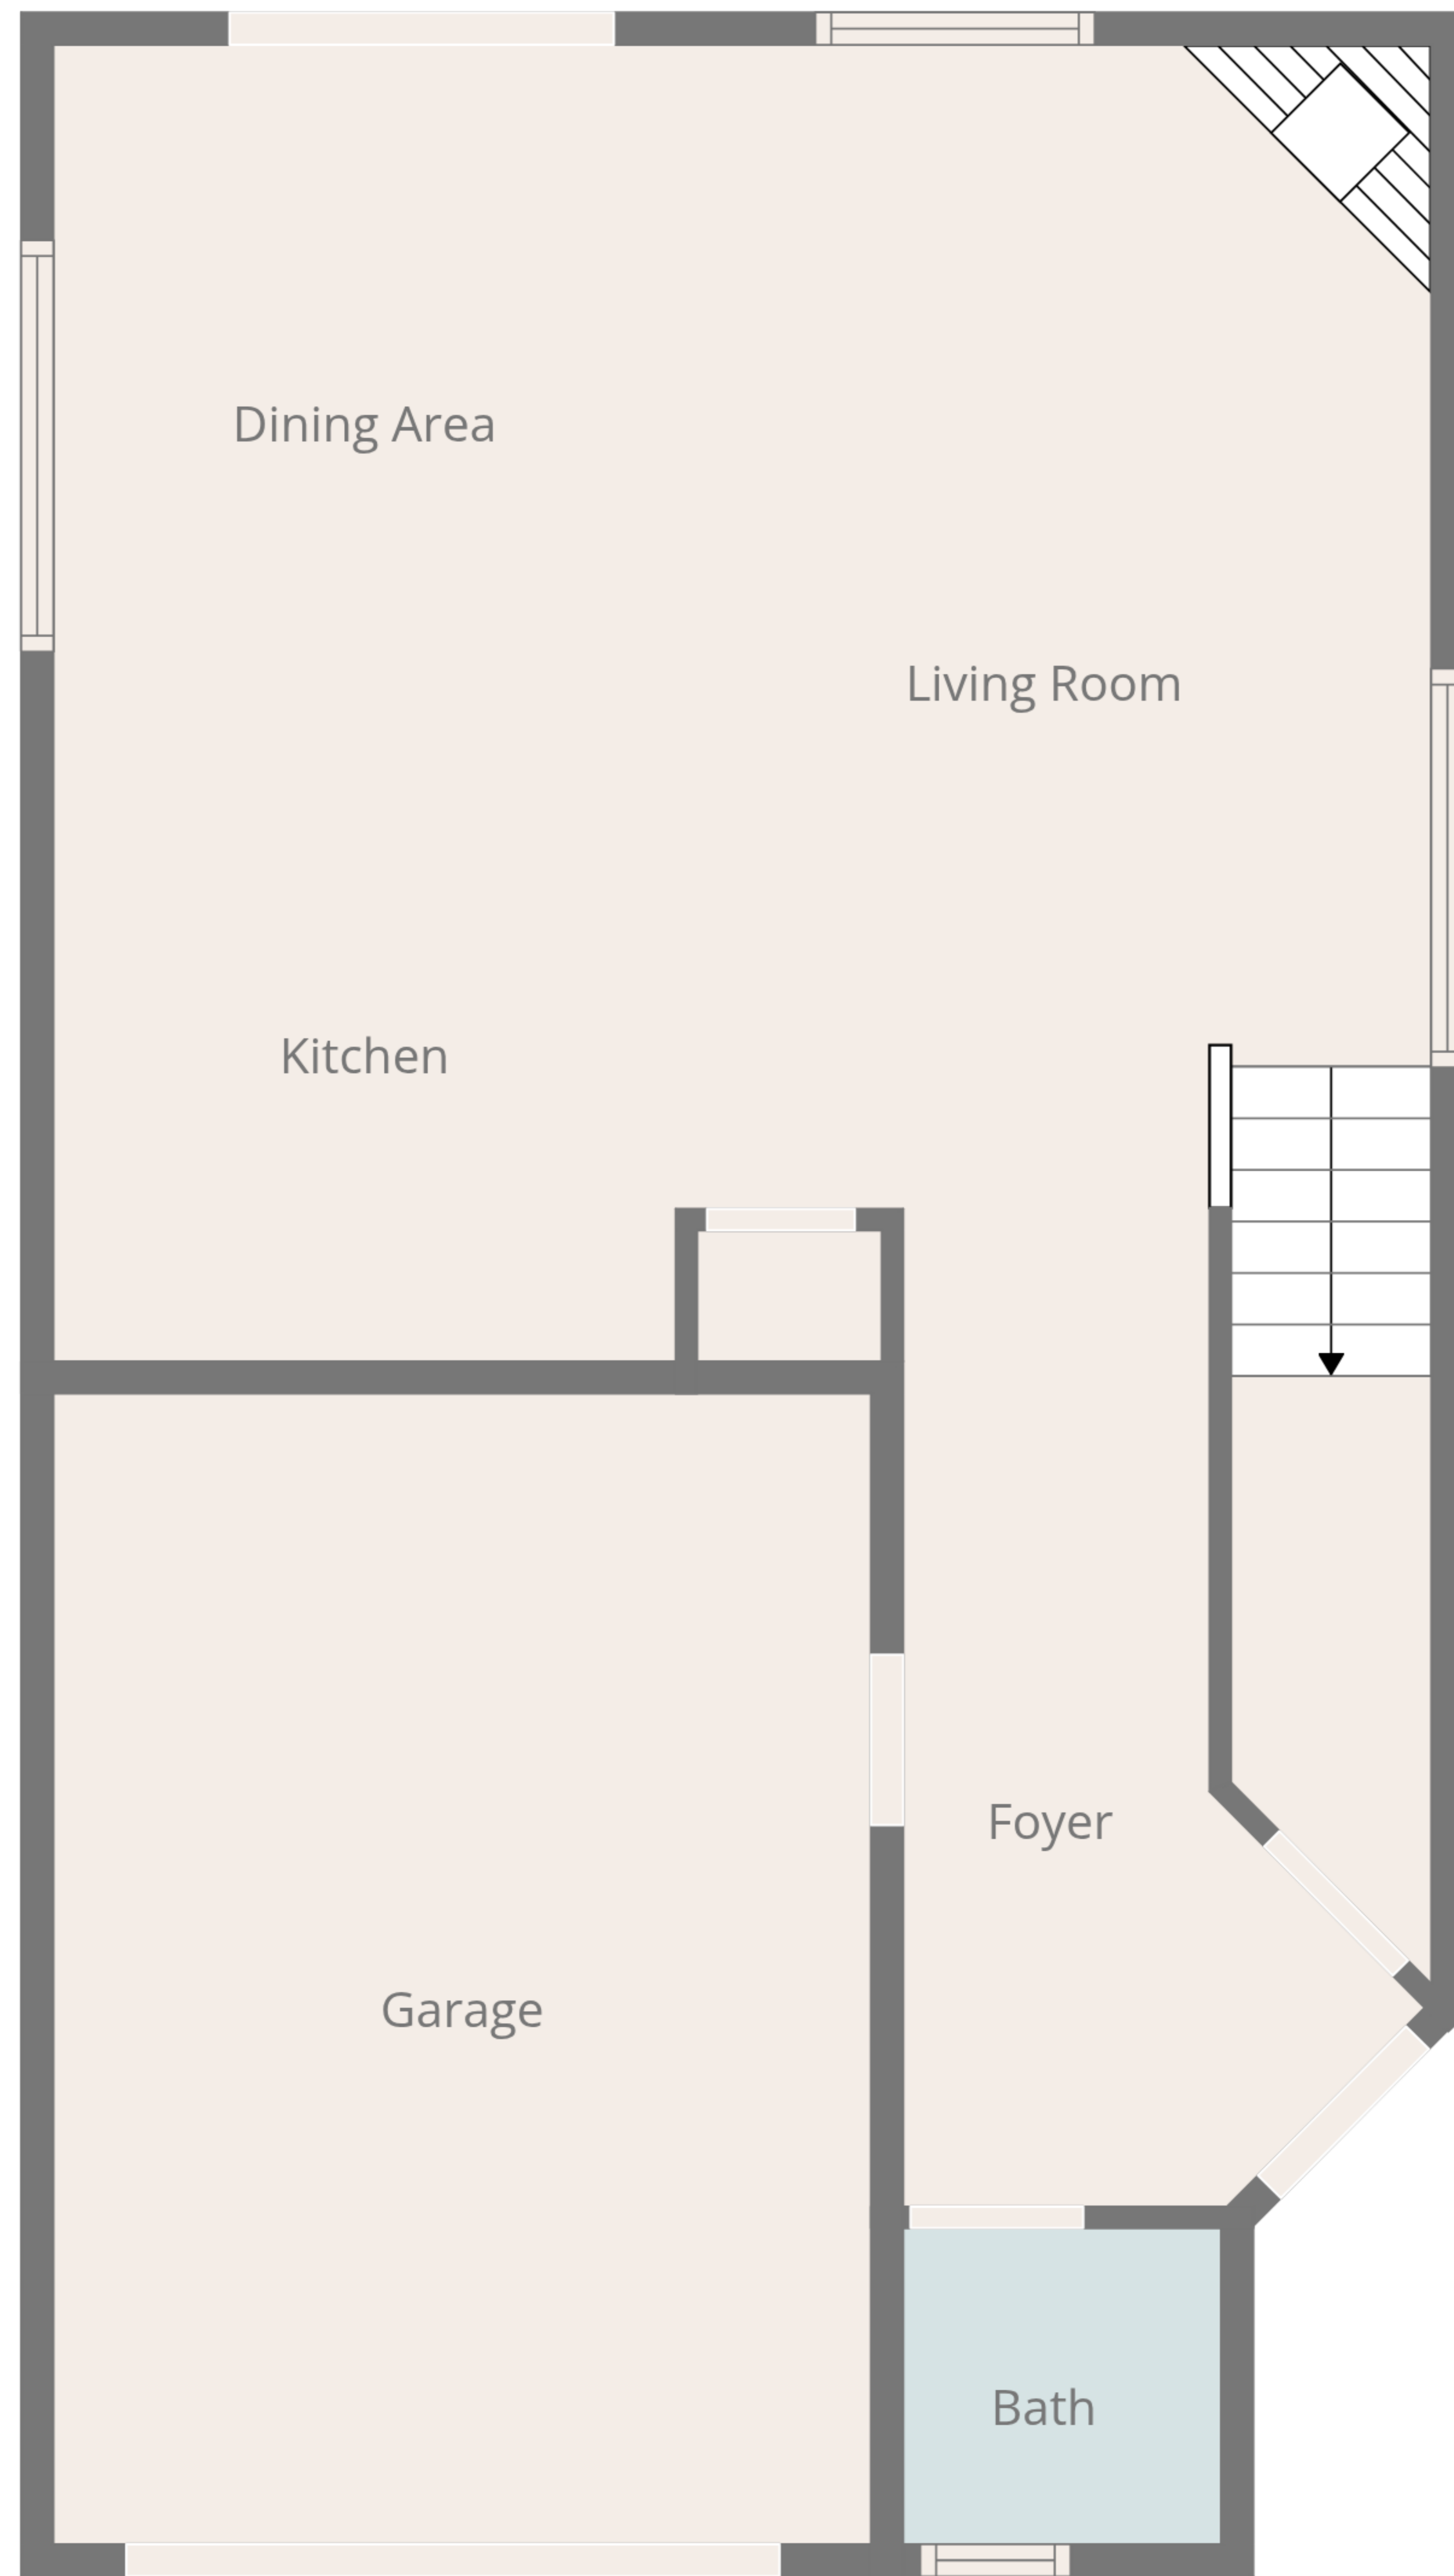 Dining Area
Living Room
Kitchen
Foyer
Garage
Bath